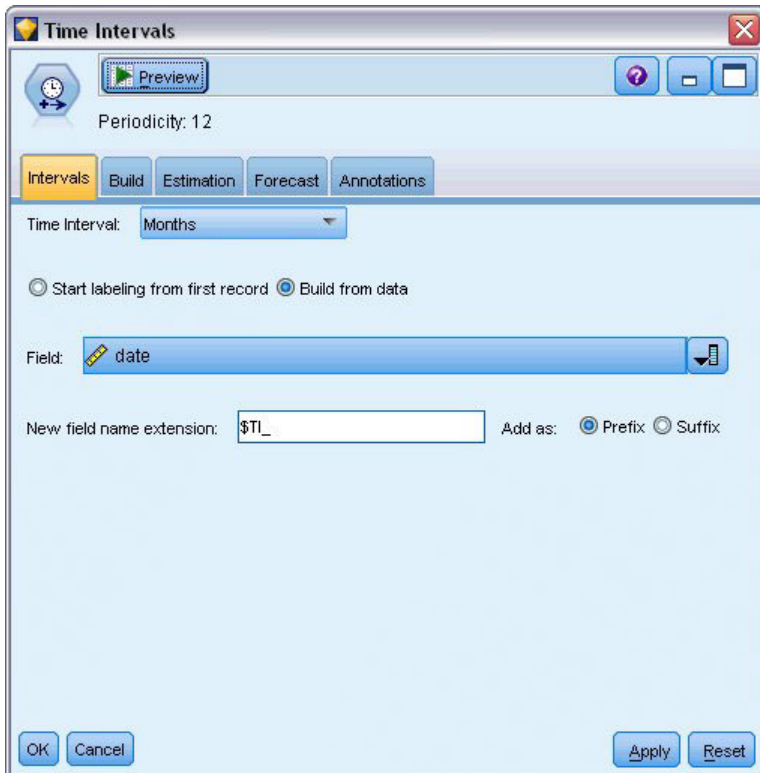 Time Intervals
Preview
Periodicity: 12
Intervals Build Estimation Forecast Annotations
Time Interval: Months
Start labeling from first record Build from data
Field: date
New field name extension: $TI_ Add as: Prefix Suffix
OK Cancel Apply Reset